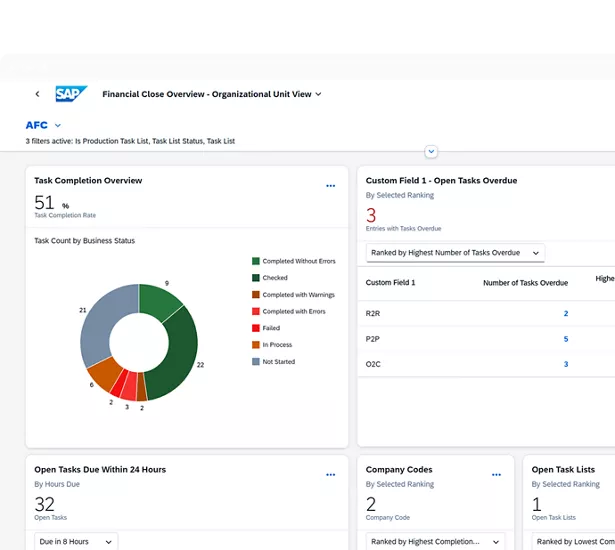 SAP
Financial Close Overview - Organizational Unit View
AFC
3 filters active: Is Production Task List, Task List Status, Task List
Task Completion Overview
51 %
Task Completion Rate
Task Count by Business Status
9
22
2
3
2
6
21
Completed Without Errors
Checked
Completed with Warnings
Completed with Errors
Failed
In Process
Not Started
Custom Field 1 - Open Tasks Overdue
By Selected Ranking
3
Entries with Tasks Overdue
Ranked by Highest Number of Tasks Overdue
Custom Field 1 Number of Tasks Overdue Highe
R2R 2
P2P 5
O2C 3
Open Tasks Due Within 24 Hours
By Hours Due
32
Open Tasks
Due in 8 Hours
Company Codes
By Selected Ranking
2
Company Code
Ranked by Highest Completion...
Open Task Lists
By Selected Ranking
1
Open Task Lists
Ranked by Lowest Com